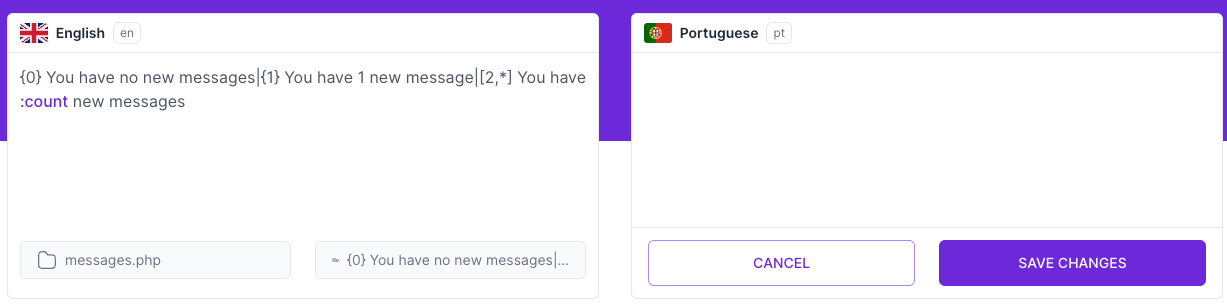 English en
Portuguese pt
{0} You have no new messages|{1} You have 1 new message|[2,*] You have
:count new messages
messages.php
{0} You have no new messages|...
CANCEL
SAVE CHANGES